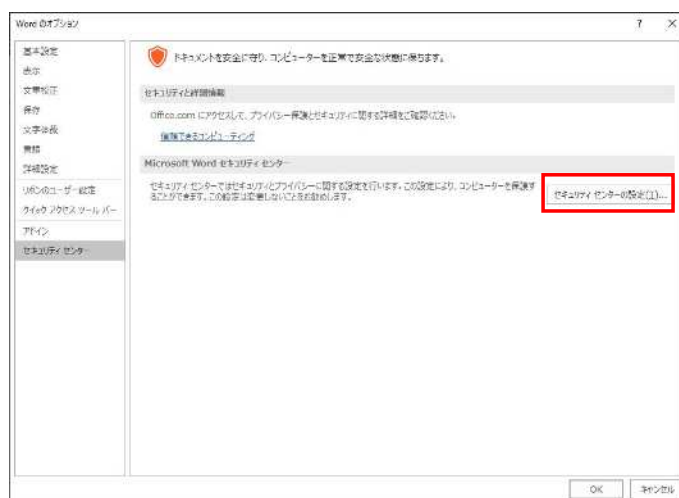 Word のオプション
? ×
基本設定
表示
文章校正
保存
文字体裁
言語
詳細設定
リボンのユーザー設定
クイック アクセス ツール バー
アドイン
セキュリティ センター
ドキュメントを安全に守り、コンピューターを正常で安全な状態に保ちます。
セキュリティと詳細情報
Office.com にアクセスして、プライバシー保護とセキュリティに関する詳細をご確認ください。
信頼できるコンピューティング
Microsoft Word セキュリティ センター
セキュリティ センターではセキュリティとプライバシーに関する設定を行います。この設定により、コンピューターを保護す
ることができます。この設定は変更しないことをお勧めします。
セキュリティ センターの設定(T)...
OK
キャンセル